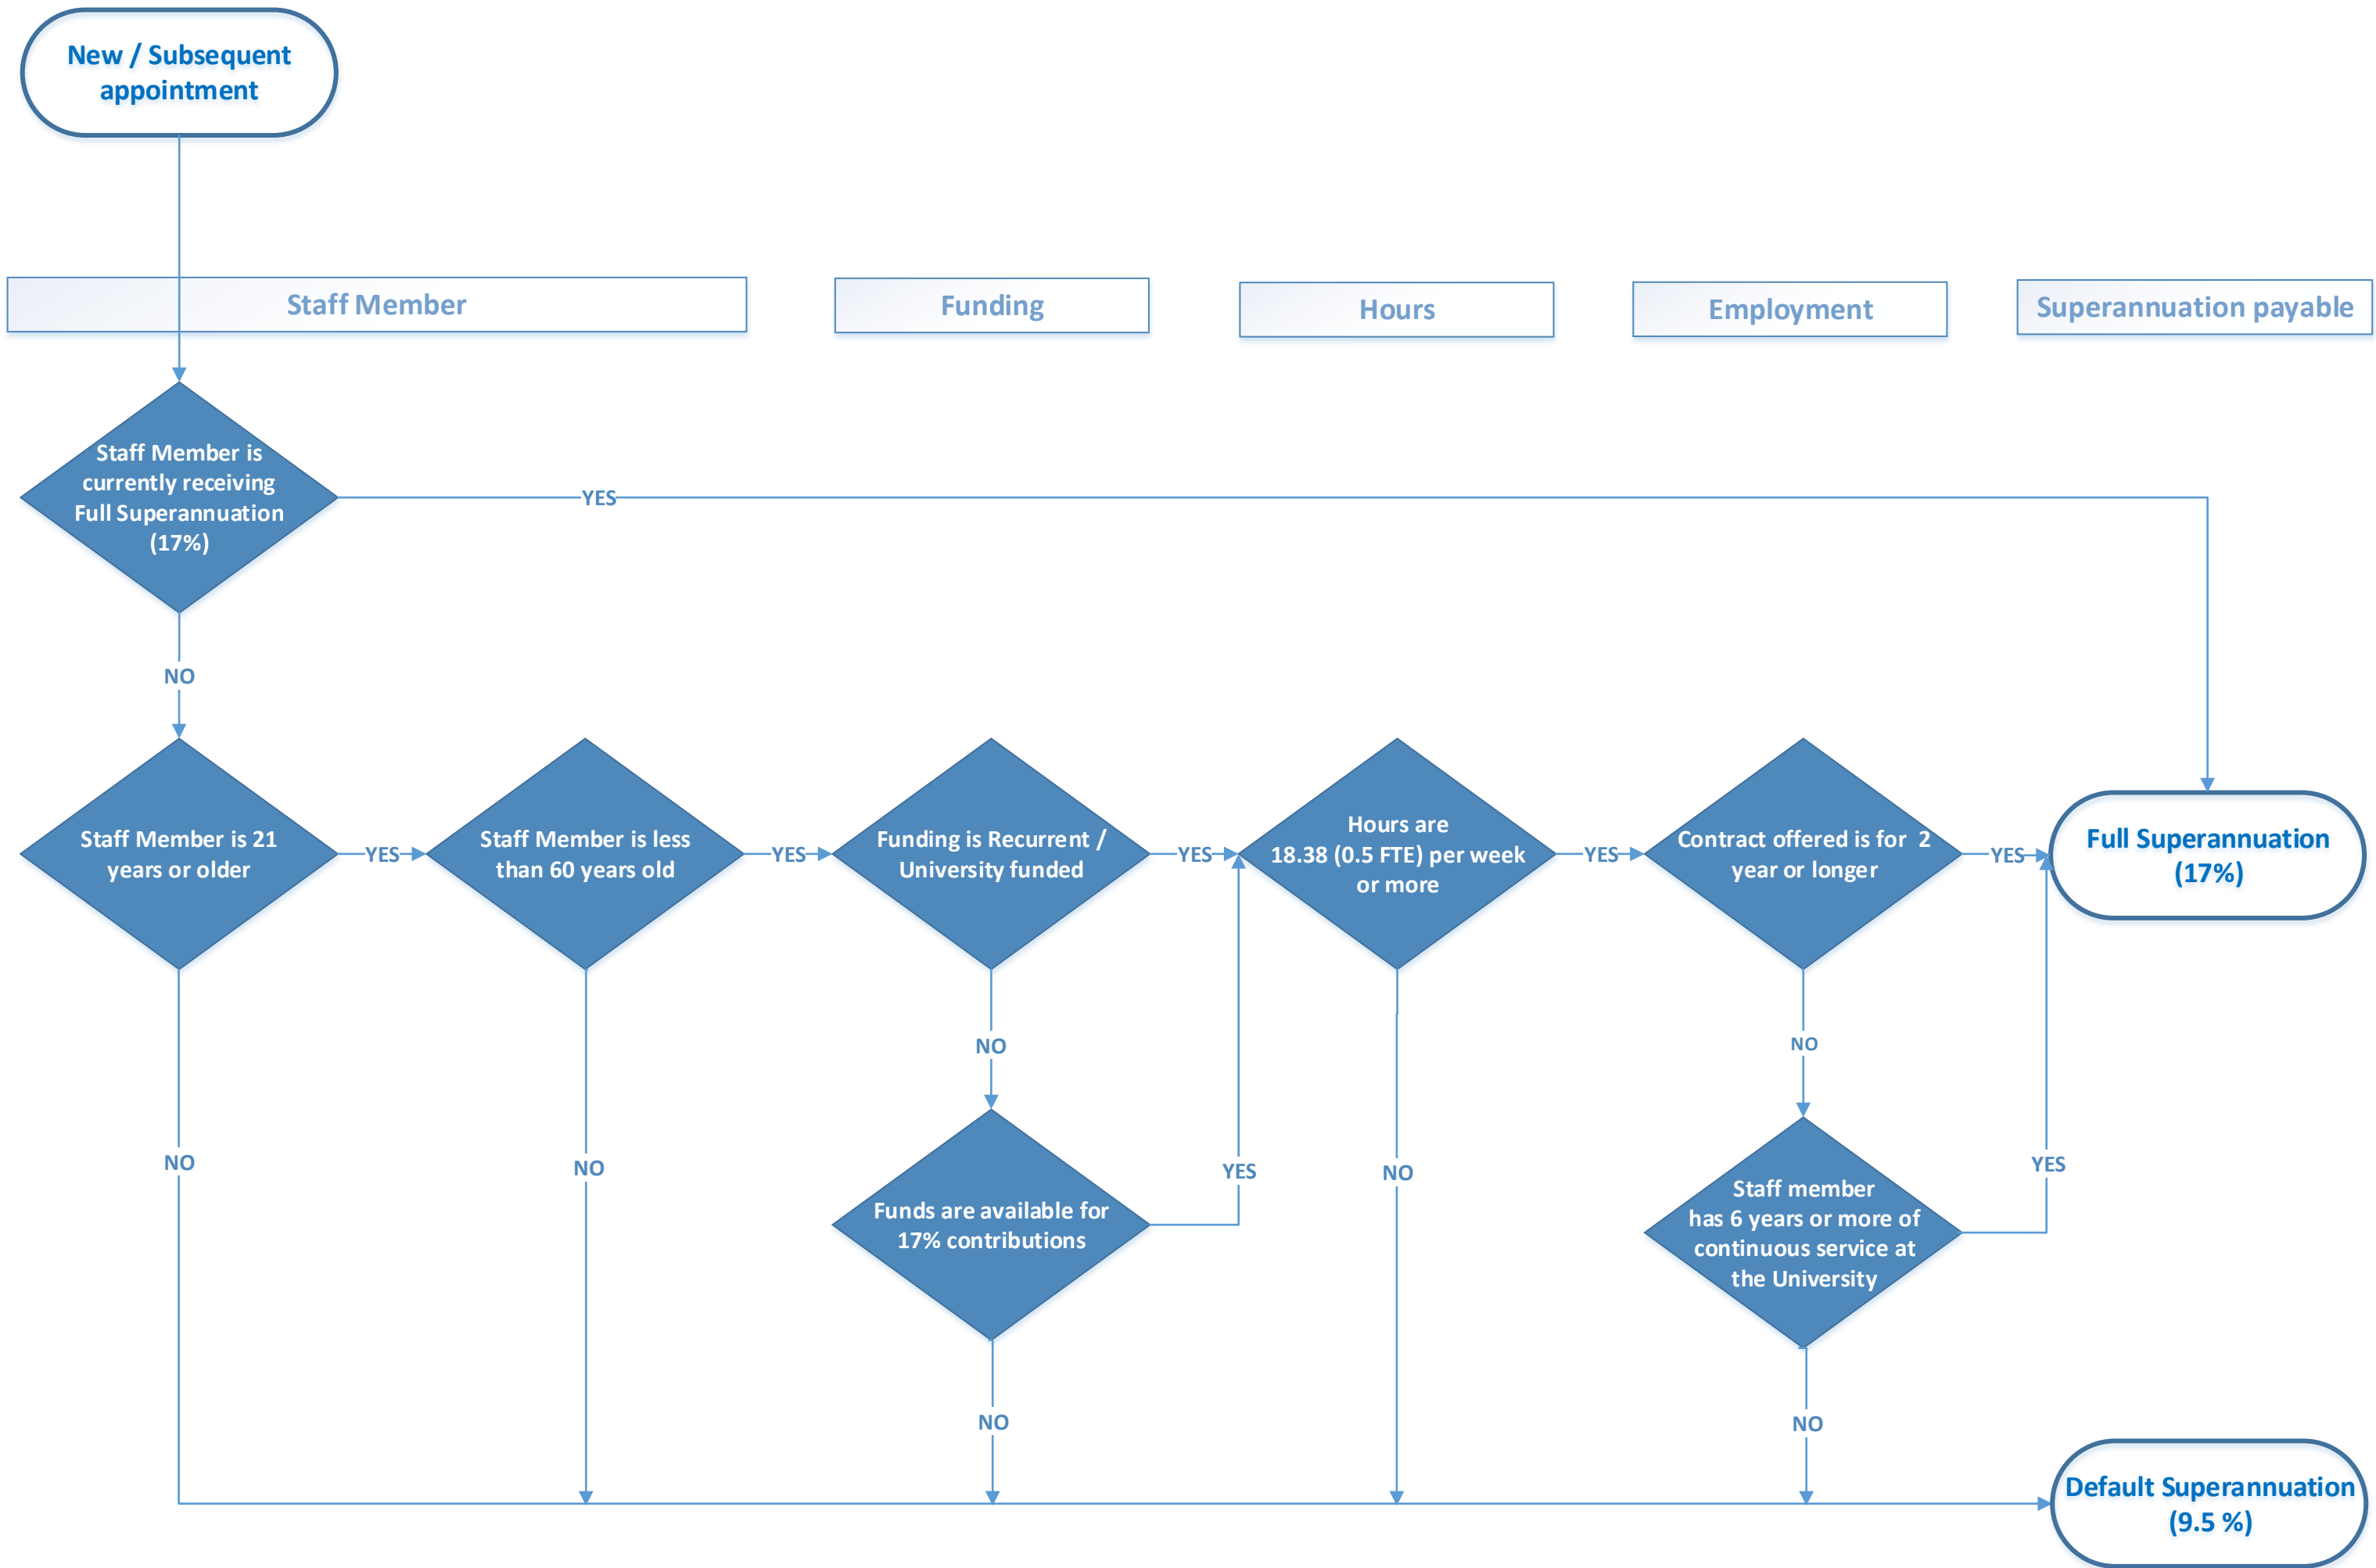 New / Subsequent
appointment
Staff Member
Funding
Hours
Employment
Superannuation payable
Staff Member is
currently receiving
Full Superannuation
(17%)
YES
NO
Staff Member is 21
years or older
YES
Staff Member is less
than 60 years old
YES
Funding is Recurrent /
University funded
YES
Hours are
18.38 (0.5 FTE) per week
or more
YES
Contract offered is for  2
year or longer
YES
Full Superannuation
(17%)
NO
NO
NO
NO
NO
Funds are available for
17% contributions
YES
Staff member
has 6 years or more of
continuous service at
the University
YES
NO
NO
Default Superannuation
(9.5 %)